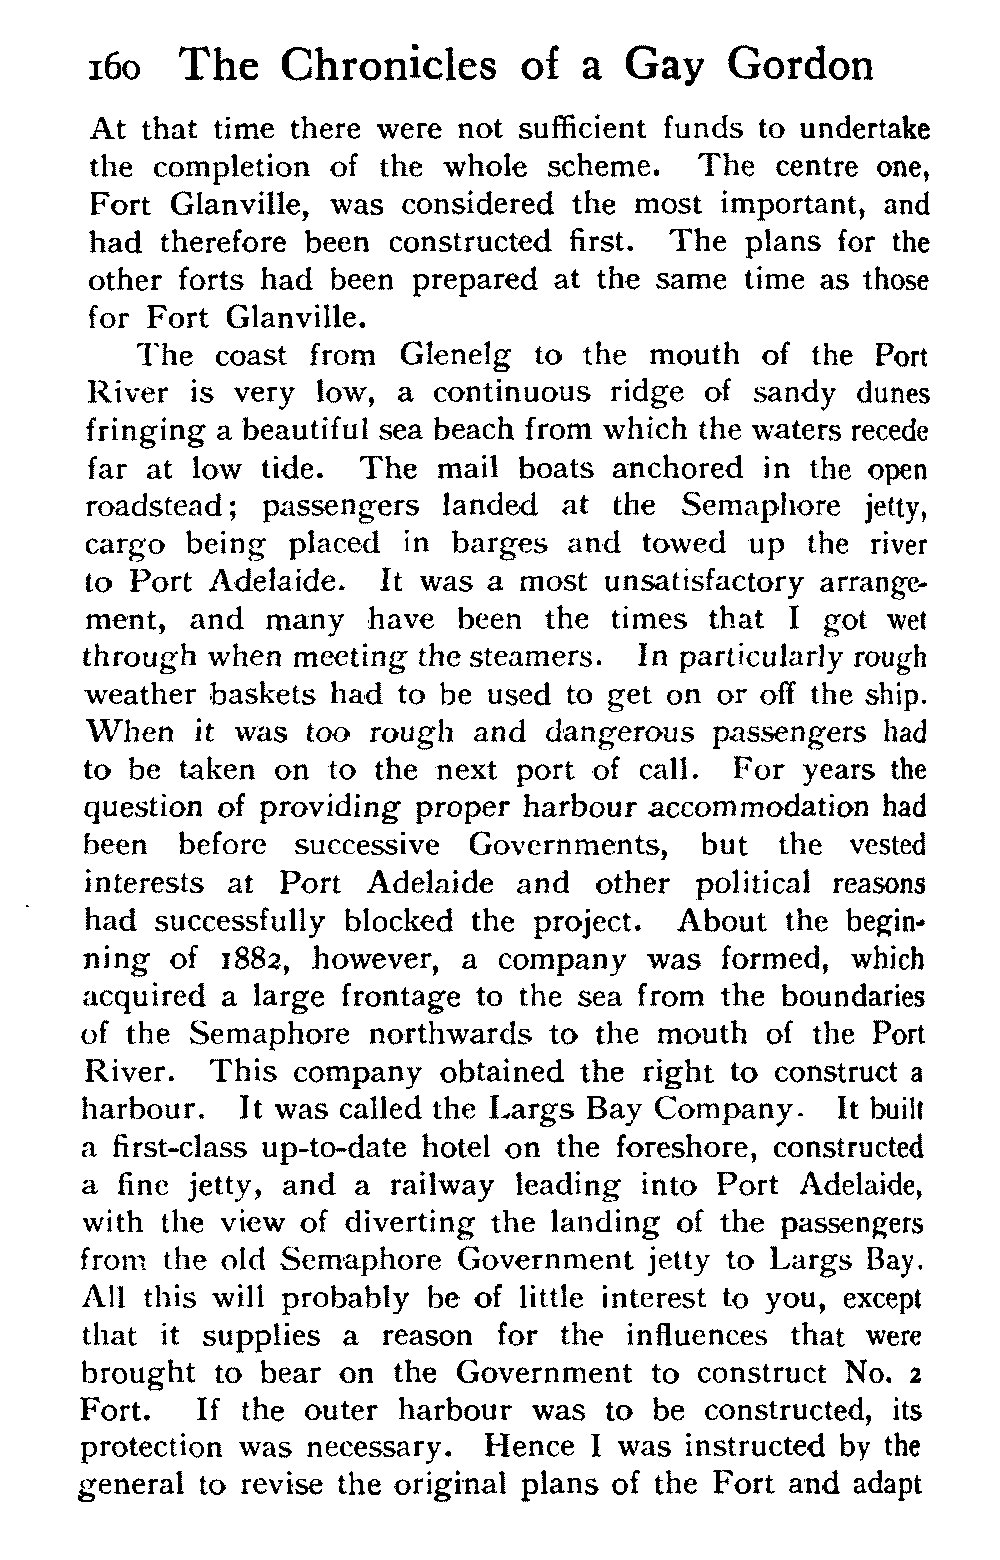 160 The Chronicles of a Gay Gordon
At that time there were not sufficient funds to undertake
the completion of the whole scheme. The centre one,
Fort Glanville, was considered the most important, and
had therefore been constructed first. The plans for the
other forts had been prepared at the same time as those
for Fort Glanville.
The coast from Glenelg to the mouth of the Port
River is very low, a continuous ridge of sandy dunes
fringing a beautiful sea beach from which the waters recede
far at low tide. The mail boats anchored in the open
roadstead; passengers landed at the Semaphore jetty,
cargo being placed in barges and towed up the river
to Port Adelaide. It was a most unsatisfactory arrange-
ment, and many have been the times that I got wet
through when meeting the steamers. In particularly rough
weather baskets had to be used to get on or off the ship.
When it was too rough and dangerous passengers had
to be taken on to the next port of call. For years the
question of providing proper harbour accommodation had
been before successive Governments, but the vested
interests at Port Adelaide and other political reasons
had successfully blocked the project. About the begin-
ning of 1882, however, a company was formed, which
acquired a large frontage to the sea from the boundaries
of the Semaphore northwards to the mouth of the Port
River. This company obtained the right to construct a
harbour. It was called the Largs Bay Company. It built
a first-class up-to-date hotel on the foreshore, constructed
a fine jetty, and a railway leading into Port Adelaide,
with the view of diverting the landing of the passengers
from the old Semaphore Government jetty to Largs Bay.
All this will probably be of little interest to you, except
that it supplies a reason for the influences that were
brought to bear on the Government to construct No. 2
Fort. If the outer harbour was to be constructed, its
protection was necessary. Hence I was instructed by the
general to revise the original plans of the Fort and adapt